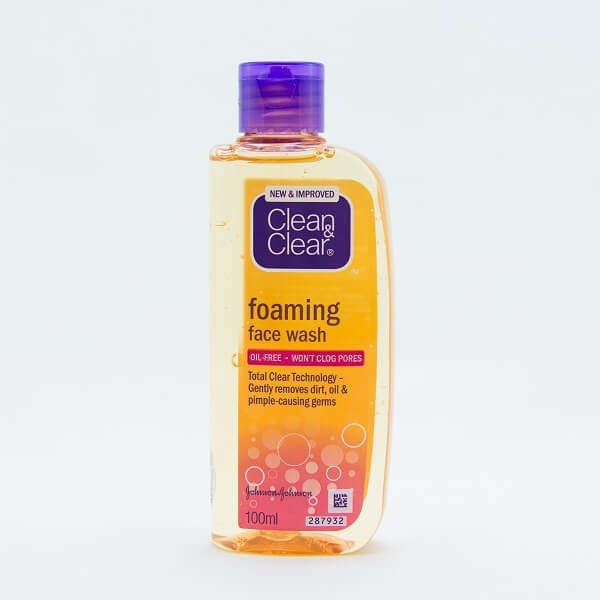 NEW & IMPROVED
Clean
&
Clear®
TM
foaming
face wash
OIL-FREE - WON'T CLOG PORES
Total Clear Technology –
Gently removes dirt, oil &
pimple-causing germs
Johnson & Johnson
100ml
287932